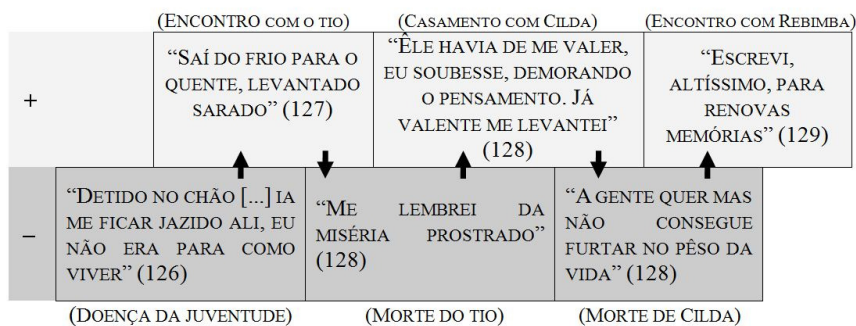 (ENCONTRO COM O TIO) (CASAMENTO COM CILDA) (ENCONTRO COM REBIMBA)
+
“SAÍ DO FRIO PARA O
QUENTE, LEVANTADO
SARADO” (127)
“ÊLE HAVIA DE ME VALER,
EU SOUBESSE, DEMORANDO
O PENSAMENTO. JÁ
VALENTE ME LEVANTEI”
(128)
“ESCREVI,
ALTÍSSIMO, PARA
RENOVAS
MEMÓRIAS” (129)
–
“DETIDO NO CHÃO [...] IA
ME FICAR JAZIDO ALI, EU
NÃO ERA PARA COMO
VIVER” (126)
“ME LEMBREI DA
MISÉRIA PROSTRADO”
(128)
“A GENTE QUER MAS
NÃO CONSEGUE
FURTAR NO PÊSO DA
VIDA” (128)
(DOENÇA DA JUVENTUDE) (MORTE DO TIO) (MORTE DE CILDA)